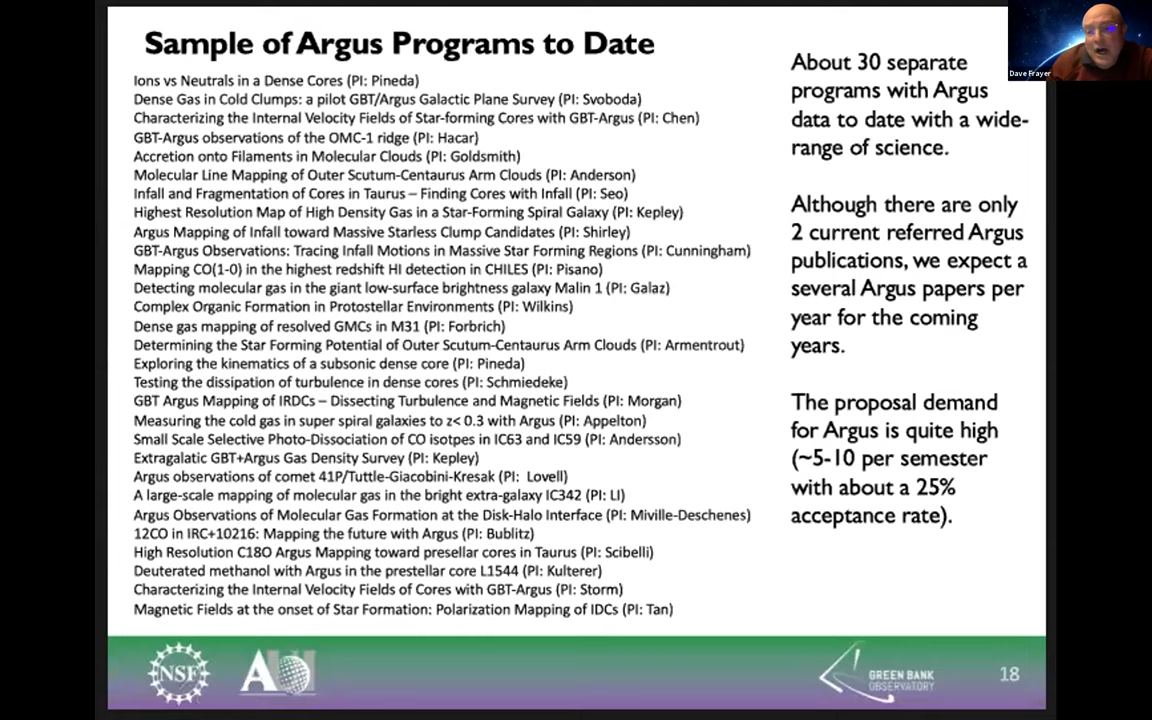 Sample of Argus Programs to Date
Ions vs Neutrals in a Dense Cores (PI: Pineda)
Dense Gas in Cold Clumps: a pilot GBT/Argus Galactic Plane Survey (PI: Svoboda)
Characterizing the Internal Velocity Fields of Star-forming Cores with GBT-Argus (PI: Chen)
GBT-Argus observations of the OMC-1 ridge (PI: Hacar)
Accretion onto Filaments in Molecular Clouds (PI: Goldsmith)
Molecular Line Mapping of Outer Scutum-Centaurus Arm Clouds (PI: Anderson)
Infall and Fragmentation of Cores in Taurus – Finding Cores with Infall (PI: Seo)
Highest Resolution Map of High Density Gas in a Star-Forming Spiral Galaxy (PI: Kepley)
Argus Mapping of Infall toward Massive Starless Clump Candidates (PI: Shirley)
GBT-Argus Observations: Tracing Infall Motions in Massive Star Forming Regions (PI: Cunningham)
Mapping CO(1-0) in the highest redshift HI detection in CHILES (PI: Pisano)
Detecting molecular gas in the giant low-surface brightness galaxy Malin 1 (PI: Galaz)
Complex Organic Formation in Protostellar Environments (PI: Wilkins)
Dense gas mapping of resolved GMCs in M31 (PI: Forbrich)
Determining the Star Forming Potential of Outer Scutum-Centaurus Arm Clouds (PI: Armentrout)
Exploring the kinematics of a subsonic dense core (PI: Pineda)
Testing the dissipation of turbulence in dense cores (PI: Schmiedeke)
GBT Argus Mapping of IRDCs – Dissecting Turbulence and Magnetic Fields (PI: Morgan)
Measuring the cold gas in super spiral galaxies to z< 0.3 with Argus (PI: Appelton)
Small Scale Selective Photo-Dissociation of CO isotpes in IC63 and IC59 (PI: Andersson)
Extragalatic GBT+Argus Gas Density Survey (PI: Kepley)
Argus observations of comet 41P/Tuttle-Giacobini-Kresak (PI: Lovell)
A large-scale mapping of molecular gas in the bright extra-galaxy IC342 (PI: LI)
Argus Observations of Molecular Gas Formation at the Disk-Halo Interface (PI: Miville-Deschenes)
12CO in IRC+10216: Mapping the future with Argus (PI: Bublitz)
High Resolution C18O Argus Mapping toward presellar cores in Taurus (PI: Scibelli)
Deuterated methanol with Argus in the prestellar core L1544 (PI: Kulterer)
Characterizing the Internal Velocity Fields of Cores with GBT-Argus (PI: Storm)
Magnetic Fields at the onset of Star Formation: Polarization Mapping of IDCs (PI: Tan)
About 30 separate
programs with Argus
data to date with a wide-
range of science.
Although there are only
2 current referred Argus
publications, we expect a
several Argus papers per
year for the coming
years.
The proposal demand
for Argus is quite high
(~5-10 per semester
with about a 25%
acceptance rate).
Dave Frayer
NSF
AUI
GREEN BANK
OBSERVATORY
18